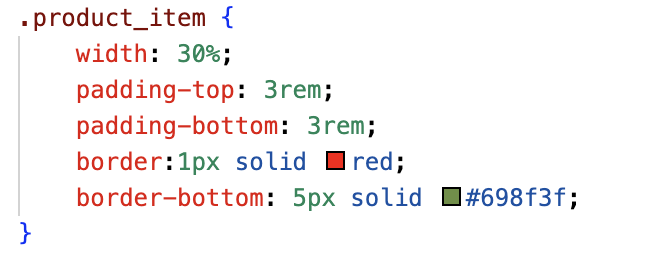 .product_item {
    width: 30%;
    padding-top: 3rem;
    padding-bottom: 3rem;
    border:1px solid red;
    border-bottom: 5px solid #698f3f;
}